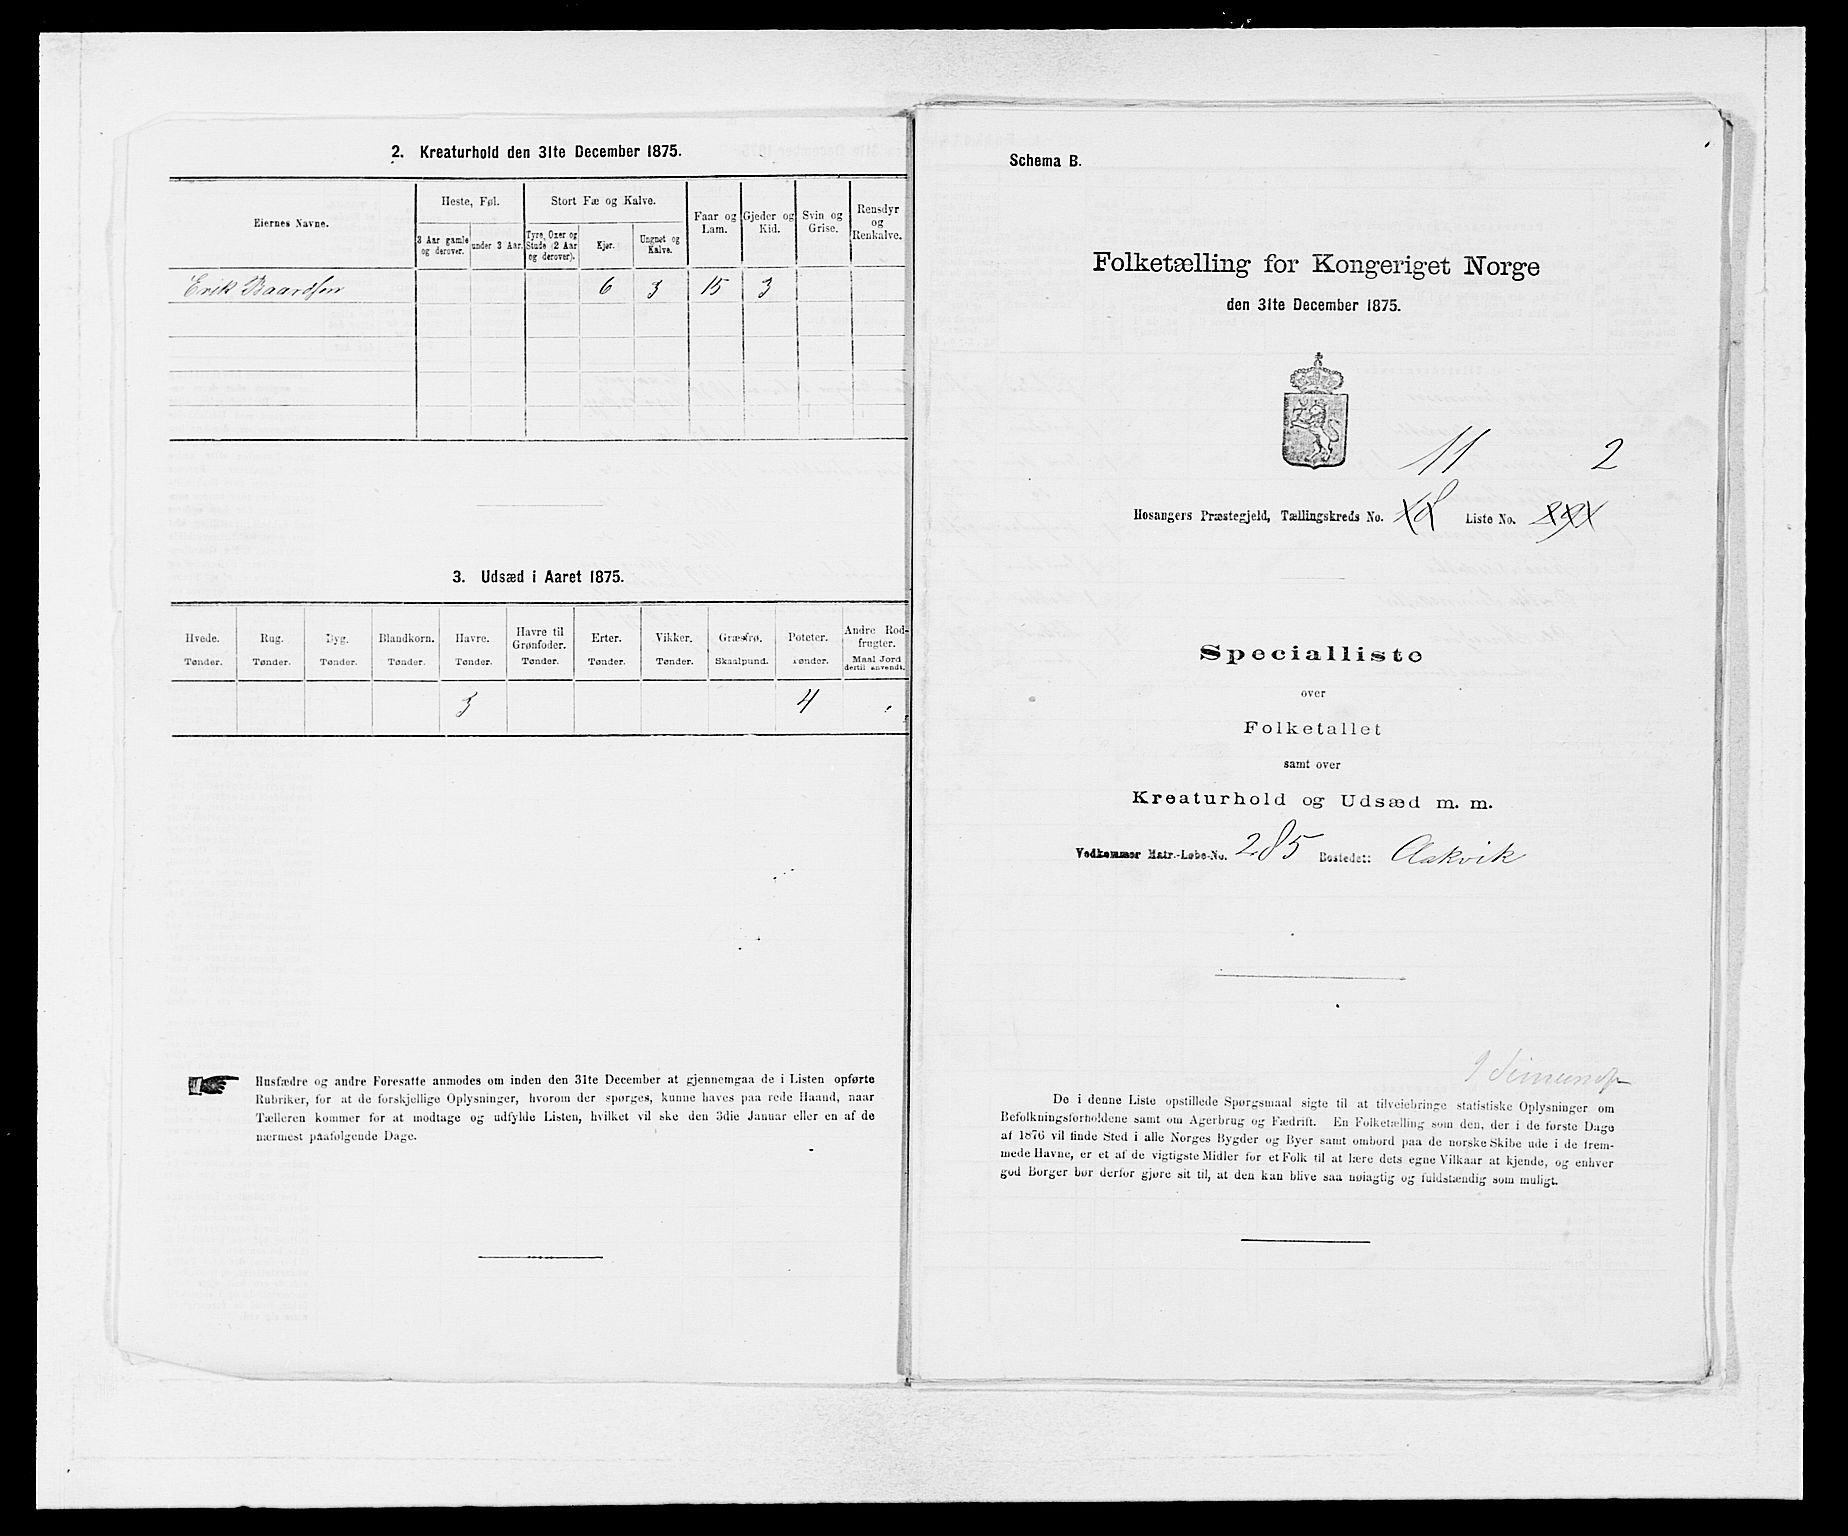 2. Kreaturhold den 31te December 1875.
Eiernes Navne.
Heste, Føl.
3 Aar gamle og derover.
under 3 Aar.
Stort Fæ og Kalve.
Tyre, Oxer og Stude (2 Aar og derover).
Kjør.
Ungnøt og Kalve.
Faar og Lam.
Gjeder og Kid.
Svin og Grise.
Rensdyr og Renkalve.
Erik Baardsen 6 3 15 3
3. Udsæd i Aaret 1875.
Hvede. Rug. Byg. Blandkorn. Havre. Havre til Grønfoder. Erter. Vikker. Græsfrø. Poteter. Andre Rodfrugter.
Tønder. Tønder. Tønder. Tønder. Tønder. Tønder. Tønder. Tønder. Skaalpund. Tønder. Maal Jord dertil anvendt.
3 4
Husfædre og andre Foresatte anmodes om inden den 31te December at gjennemgaa de i Listen opførte
Rubriker, for at de forskjellige Oplysninger, hvorom der spørges, kunne haves paa rede Haand, naar
Tælleren kommer for at modtage og udfylde Listen, hvilket vil ske den 3die Januar eller en af de
nærmest paafølgende Dage.
Schema B.
Folketælling for Kongeriget Norge
den 31te December 1875.
11 2
Hosangers Præstegjeld, Tællingskreds No. Liste No.
Specialliste
over
Folketallet
samt over
Kreaturhold og Udsæd m. m.
Vedkommer Matr.-Løbe-No. 285 Bostedet: Aakvik
De i denne Liste opstillede Spørgsmaal sigte til at tilveiebringe statistiske Oplysninger om
Befolkningsforholdene samt om Agerbrug og Fædrift. En Folketælling som den, der i de første Dage
af 1876 vil finde Sted i alle Norges Bygder og Byer samt ombord paa de norske Skibe ude i de frem-
mede Havne, er et af de vigtigste Midler for et Folk til at lære dets egne Vilkaar at kjende, og enhver
god Borger bør derfor gjøre sit til, at den kan blive saa nøiagtig og fuldstændig som muligt.